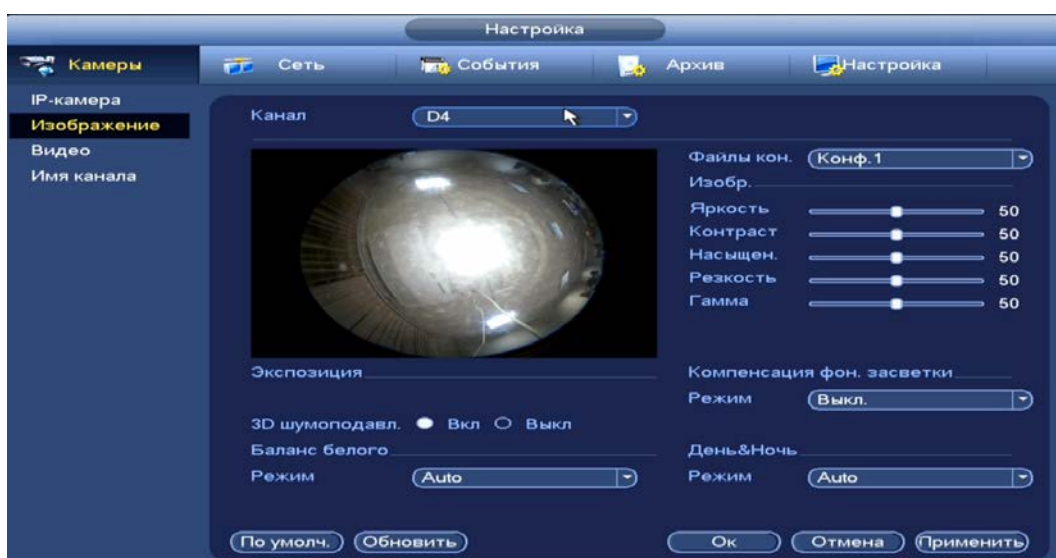 Настройка
Камеры Сеть События Архив Настройка
IP-камера
Изображение
Видео
Имя канала
Канал D4
Файлы кон. Конф.1
Изобр.
Яркость 50
Контраст 50
Насыщен. 50
Резкость 50
Гамма 50
Экспозиция
3D шумоподавл. Вкл Выкл
Баланс белого
Режим Auto
Компенсация фон. засветки
Режим Выкл.
День&Ночь
Режим Auto
По умолч. Обновить Ок Отмена Применить